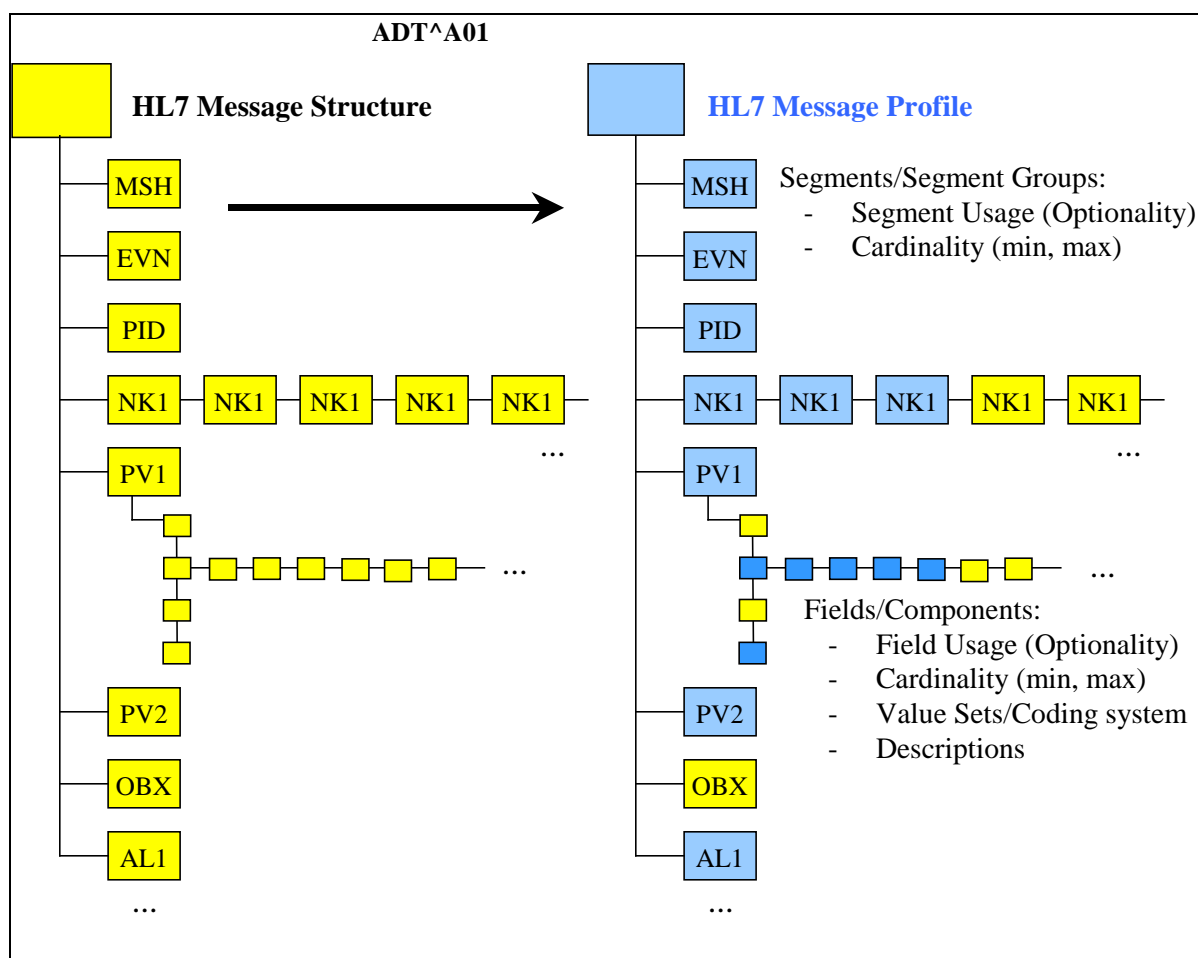 ADT^A01
HL7 Message Structure
MSH
EVN
PID
NK1 NK1 NK1 NK1 NK1
...
PV1
...
PV2
OBX
AL1
...
HL7 Message Profile
MSH
Segments/Segment Groups:
- Segment Usage (Optionality)
- Cardinality (min, max)
EVN
PID
NK1 NK1 NK1 NK1 NK1
...
PV1
...
Fields/Components:
- Field Usage (Optionality)
- Cardinality (min, max)
- Value Sets/Coding system
- Descriptions
PV2
OBX
AL1
...